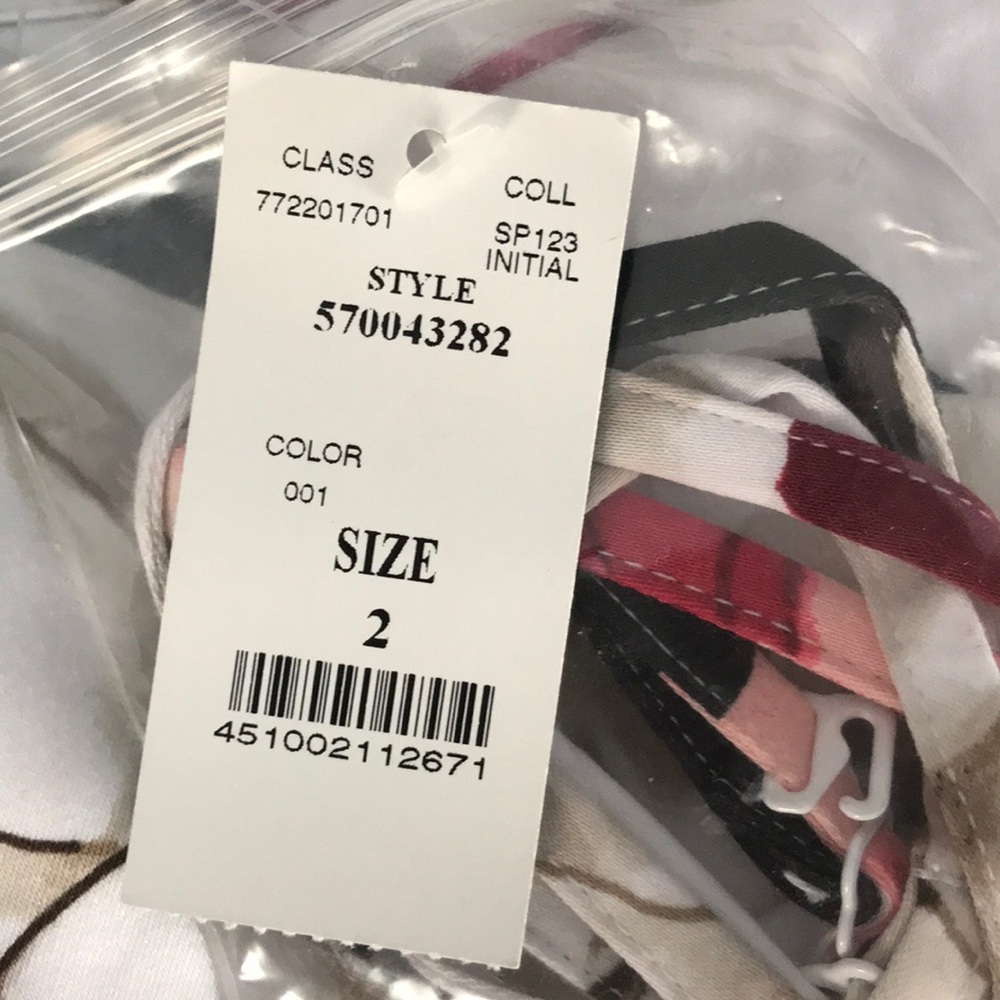 CLASS
772201701
COLL
SP123
INITIAL
STYLE
570043282
COLOR
001
SIZE
2
451002112671